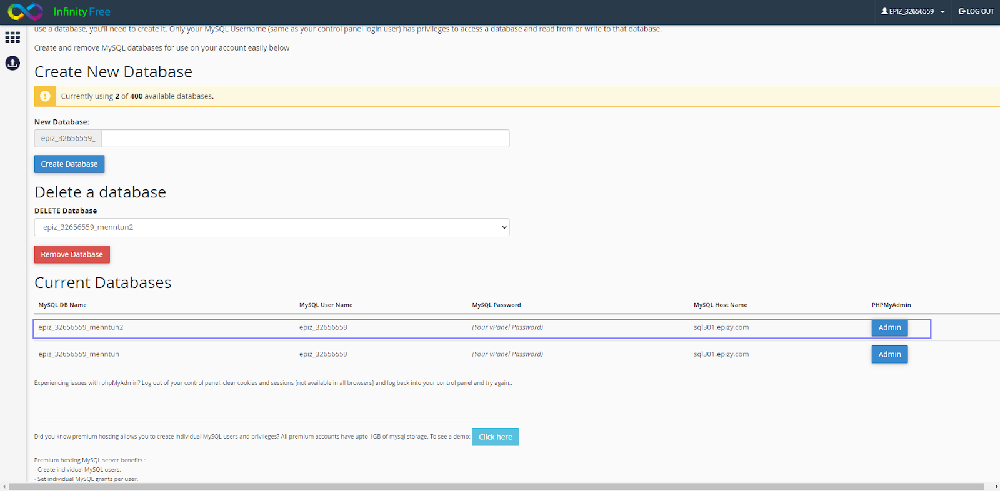 InfinityFree
EPIZ_32656559
LOG OUT
use a database, you'll need to create it. Only your MySQL Username (same as your control panel login user) has privileges to access a database and read from or write to that database.
Create and remove MySQL databases for use on your account easily below
Create New Database
Currently using 2 of 400 available databases.
New Database:
epiz_32656559_
Create Database
Delete a database
DELETE Database
epiz_32656559_menntun2
Remove Database
Current Databases
MySQL DB Name MySQL User Name MySQL Password MySQL Host Name PHPMyAdmin
epiz_32656559_menntun2 epiz_32656559 (Your vPanel Password) sql301.epizy.com Admin
epiz_32656559_menntun epiz_32656559 (Your vPanel Password) sql301.epizy.com Admin
Experiencing issues with phpMyAdmin? Log out of your control panel, clear cookies and sessions [not available in all browsers] and log back into your control panel and try again..
Did you know premium hosting allows you to create individual MySQL users and privileges? All premium accounts have upto 1GB of mysql storage. To see a demo: Click here
Premium hosting MySQL server benefits :
- Create individual MySQL users.
- Set individual MySQL grants per user.